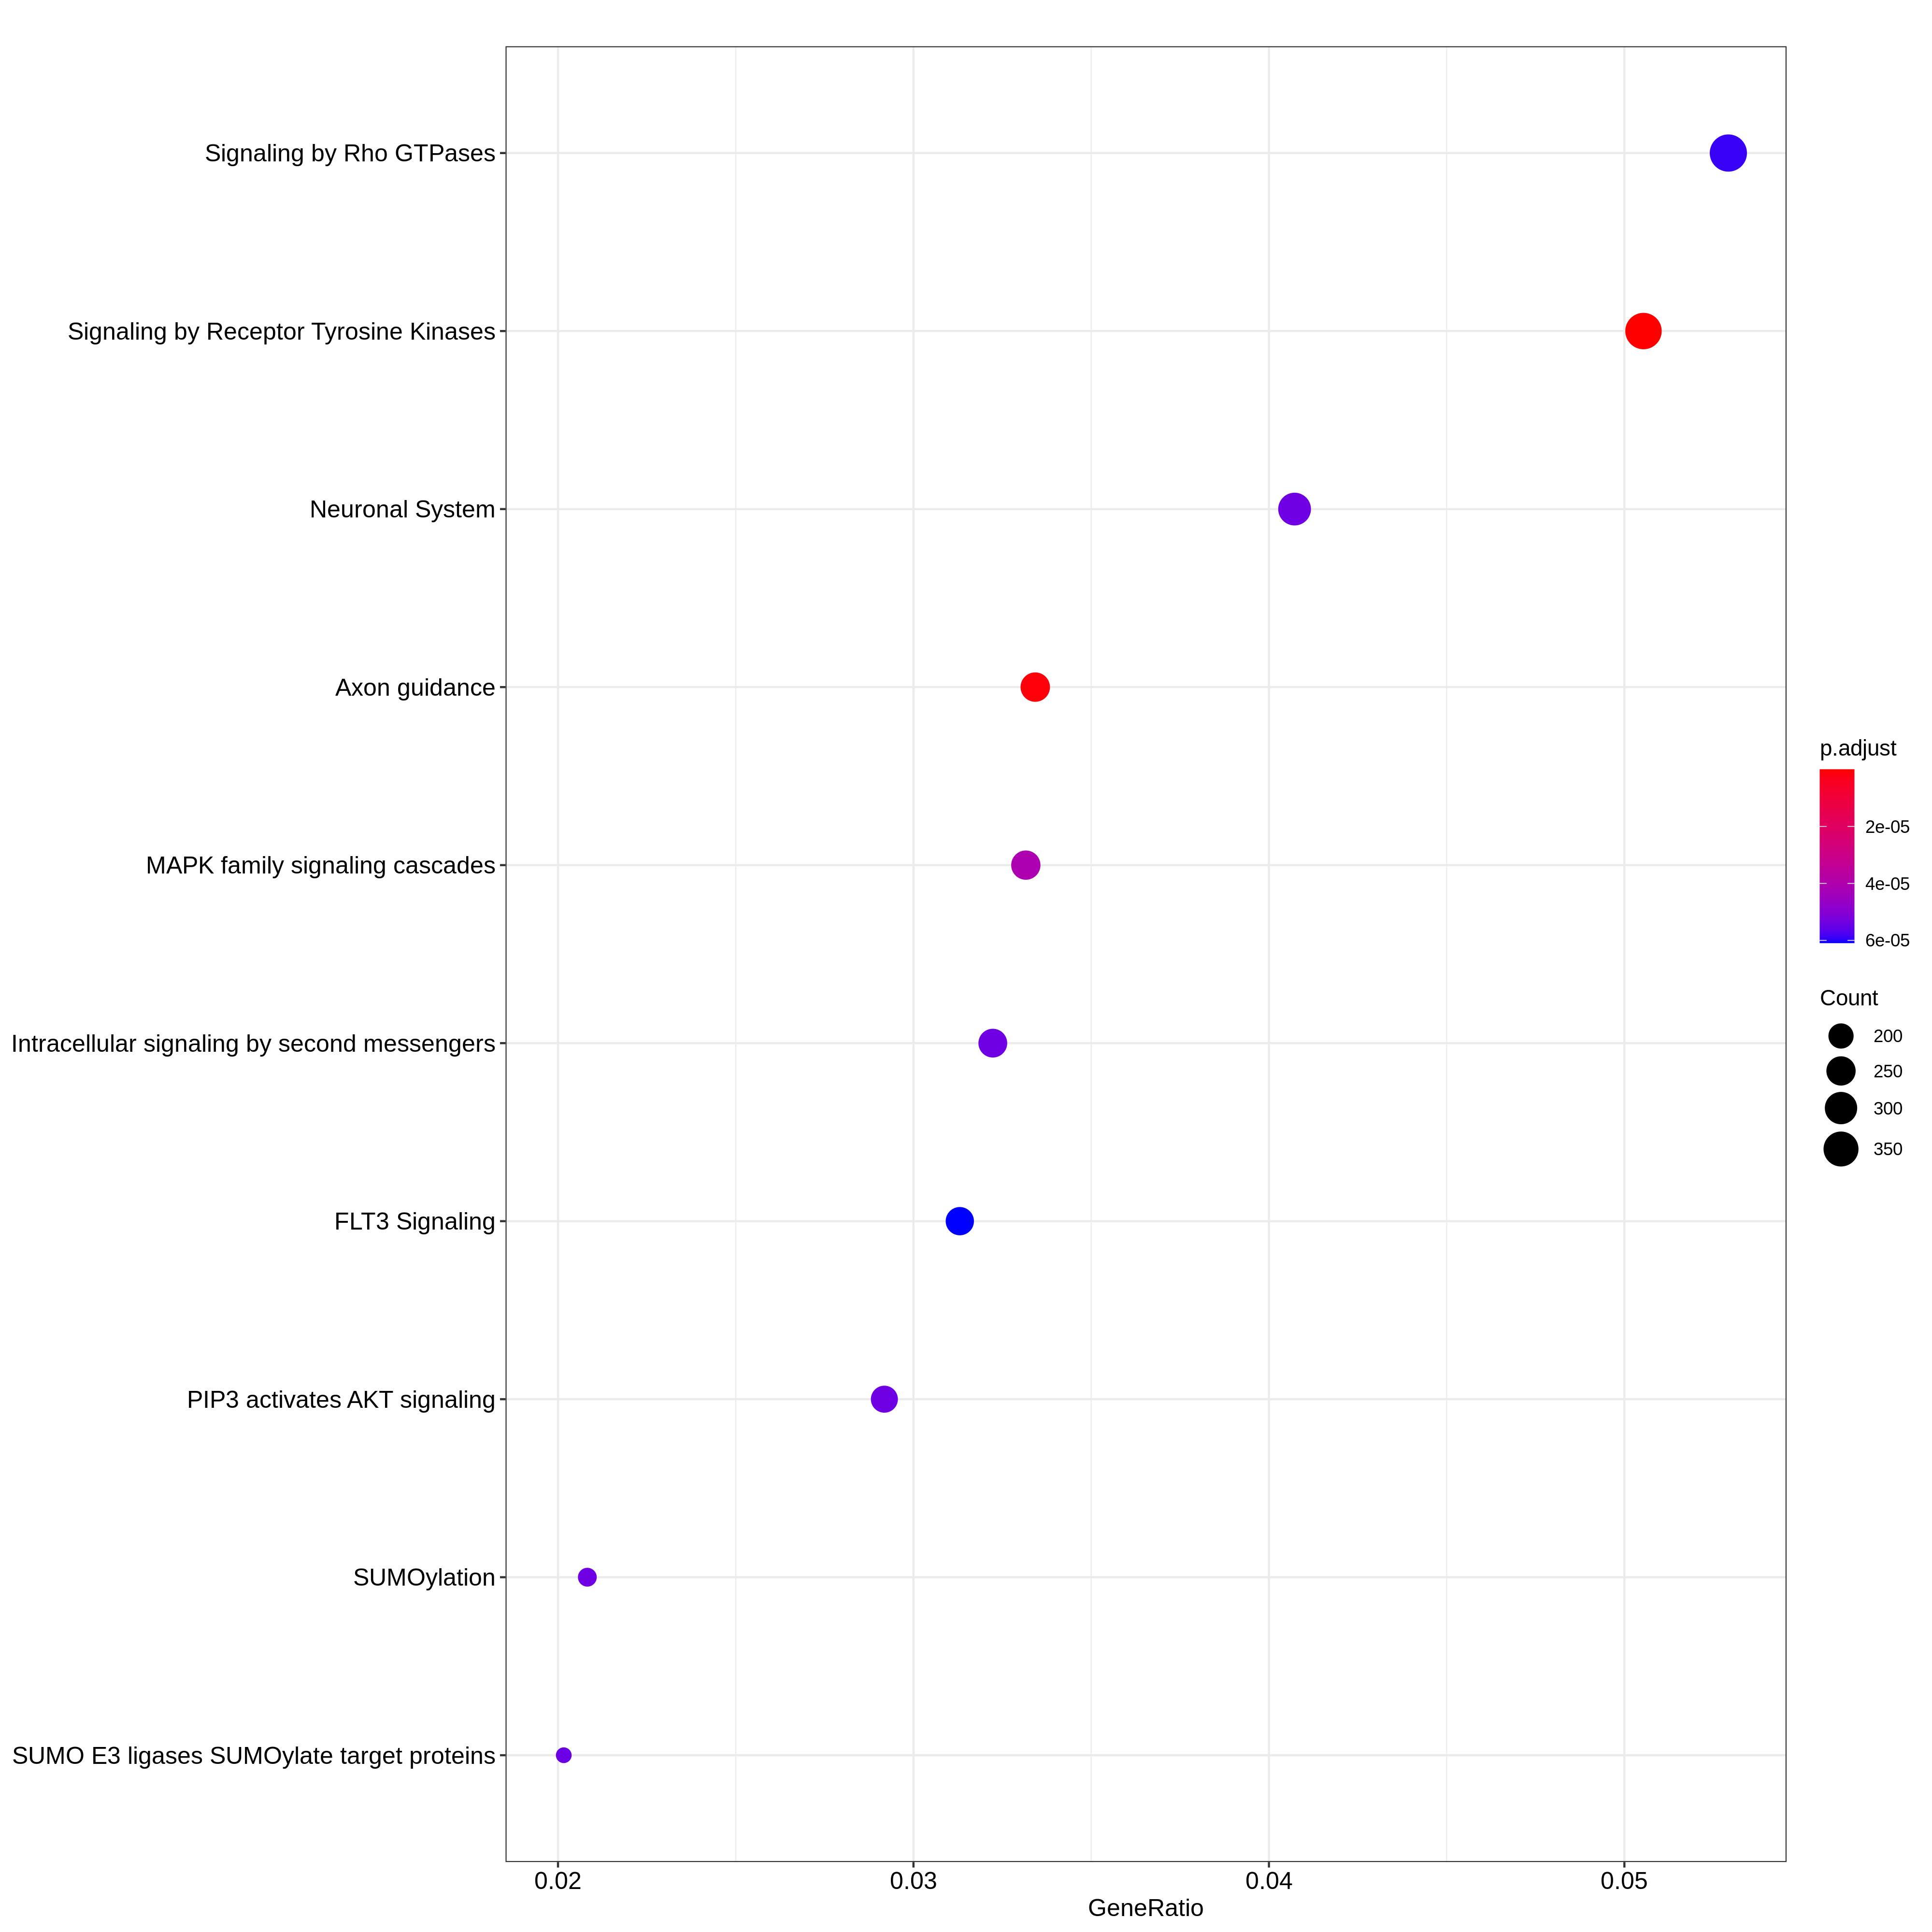 Signaling by Rho GTPases
Signaling by Receptor Tyrosine Kinases
Neuronal System
Axon guidance
MAPK family signaling cascades
Intracellular signaling by second messengers
FLT3 Signaling
PIP3 activates AKT signaling
SUMOylation
SUMO E3 ligases SUMOylate target proteins
0.02 0.03 0.04 0.05
GeneRatio
p.adjust
2e-05
4e-05
6e-05
Count
200
250
300
350